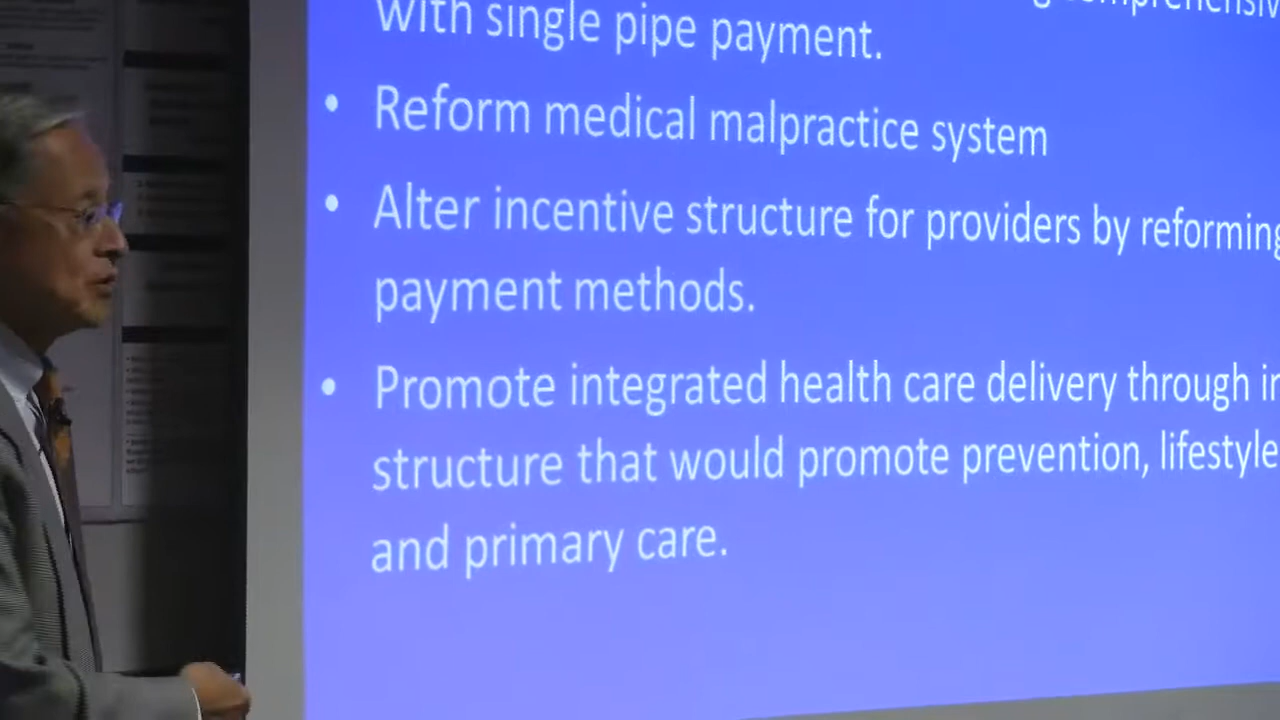 with single pipe payment.
• Reform medical malpractice system
• Alter incentive structure for providers by reforming
payment methods.
• Promote integrated health care delivery through
structure that would promote prevention, lifestyle
and primary care.